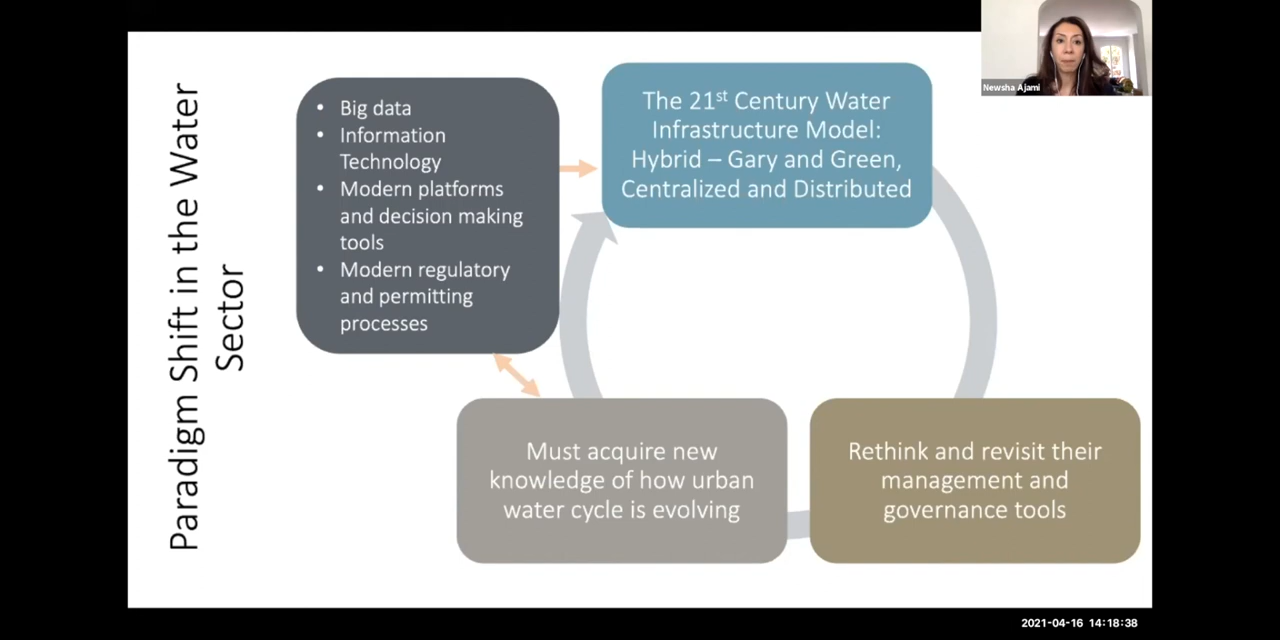 Paradigm Shift in the Water
Sector
• Big data
• Information
Technology
• Modern platforms
and decision making
tools
• Modern regulatory
and permitting
processes
The 21st Century Water
Infrastructure Model:
Hybrid – Gary and Green,
Centralized and Distributed
Must acquire new
knowledge of how urban
water cycle is evolving
Rethink and revisit their
management and
governance tools
Newsha Ajami
2021-04-16 14:18:38